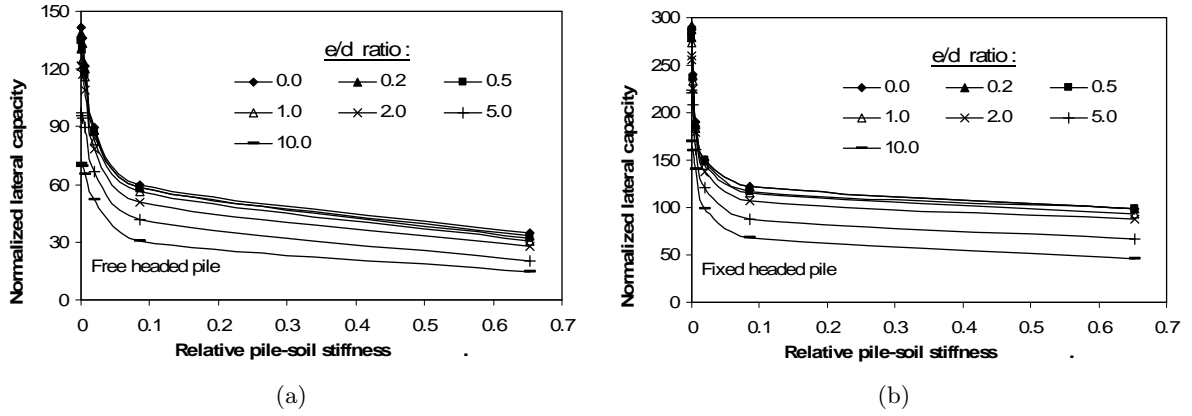 150
120
90
60
30
0
Normalized lateral capacity
e/d ratio:
0.0 0.2 0.5
1.0 2.0 5.0
10.0
Free headed pile
0 0.1 0.2 0.3 0.4 0.5 0.6 0.7
Relative pile-soil stiffness .
(a)
300
250
200
150
100
50
0
Normalized lateral capacity
e/d ratio:
0.0 0.2 0.5
1.0 2.0 5.0
10.0
Fixed headed pile
0 0.1 0.2 0.3 0.4 0.5 0.6 0.7
Relative pile-soil stiffness .
(b)